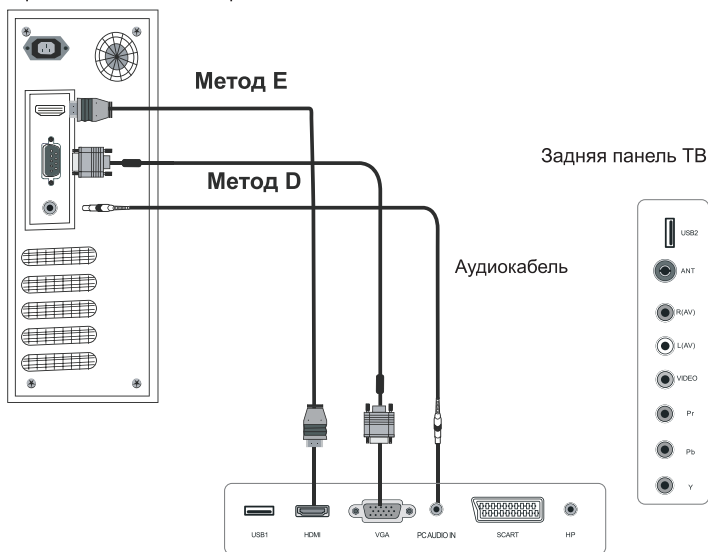 Метод E
Метод D
Аудиокабель
Задняя панель ТВ
USB2
ANT
R(AV)
L(AV)
VIDEO
Pr
Pb
Y
USB1
HDMI
VGA
PC AUDIO IN
SCART
HP